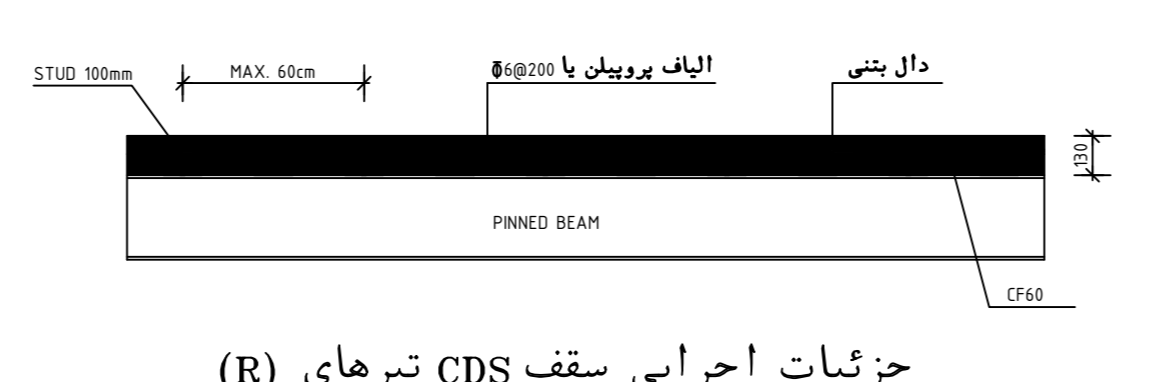 STUD 100mm
MAX. 60cm
الیاف پروپیلن یا Φ6@200
دال بتنی
130
PINNED BEAM
CF60
جزئیات اجرایی سقف CDS تیرهای (R)